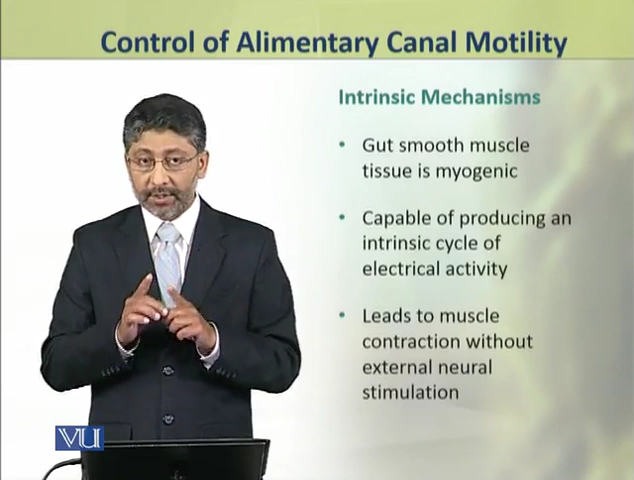 Control of Alimentary Canal Motility
Intrinsic Mechanisms
• Gut smooth muscle
tissue is myogenic
• Capable of producing an
intrinsic cycle of
electrical activity
• Leads to muscle
contraction without
external neural
stimulation
VU